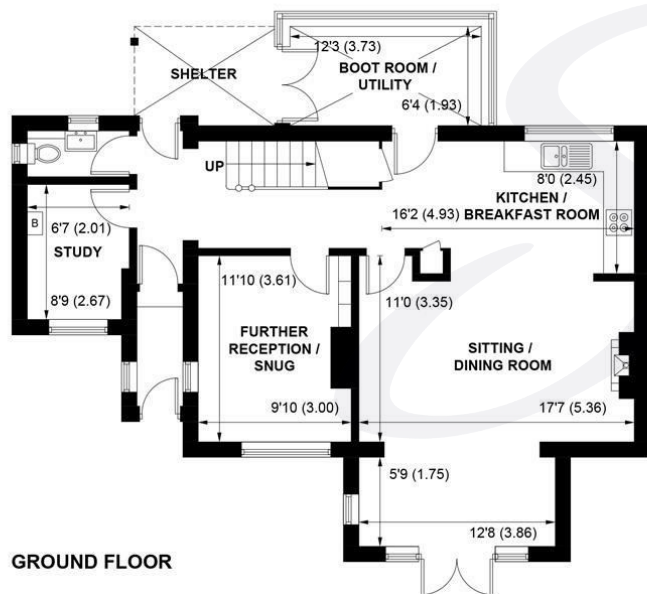 12'3 (3.73)
SHELTER
BOOT ROOM /
UTILITY
6'4 (1.93)
UP
8'0 (2.45)
KITCHEN /
BREAKFAST ROOM
16'2 (4.93)
B
6'7 (2.01)
STUDY
8'9 (2.67)
11'10 (3.61)
11'0 (3.35)
FURTHER
RECEPTION /
SNUG
SITTING /
DINING ROOM
9'10 (3.00)
17'7 (5.36)
5'9 (1.75)
12'8 (3.86)
GROUND FLOOR